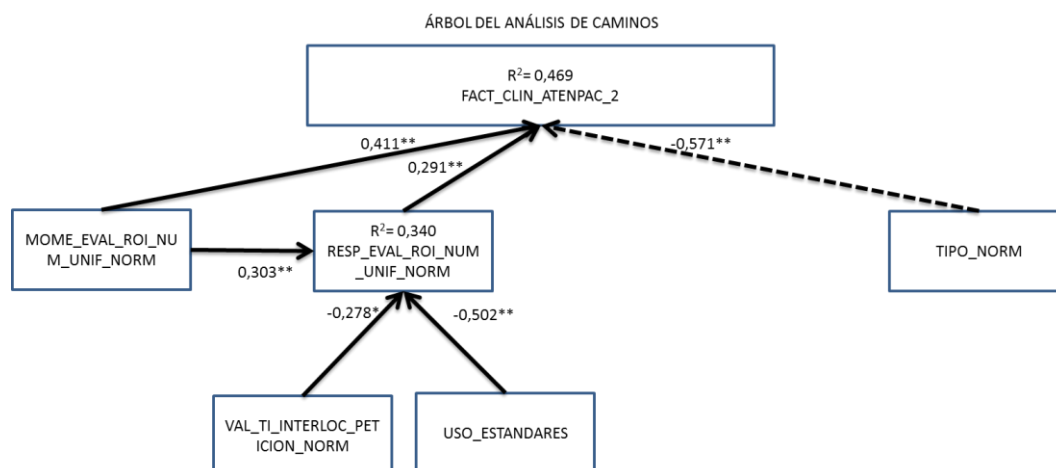 ÁRBOL DEL ANÁLISIS DE CAMINOS
R²= 0,469
FACT_CLIN_ATENPAC_2
0,411**
-0,571**
0,291**
MOME_EVAL_ROI_NU
M_UNIF_NORM
R²= 0,340
RESP_EVAL_ROI_NUM
_UNIF_NORM
TIPO_NORM
0,303**
-0,278*
-0,502**
VAL_TI_INTERLOC_PET
ICION_NORM
USO_ESTANDARES